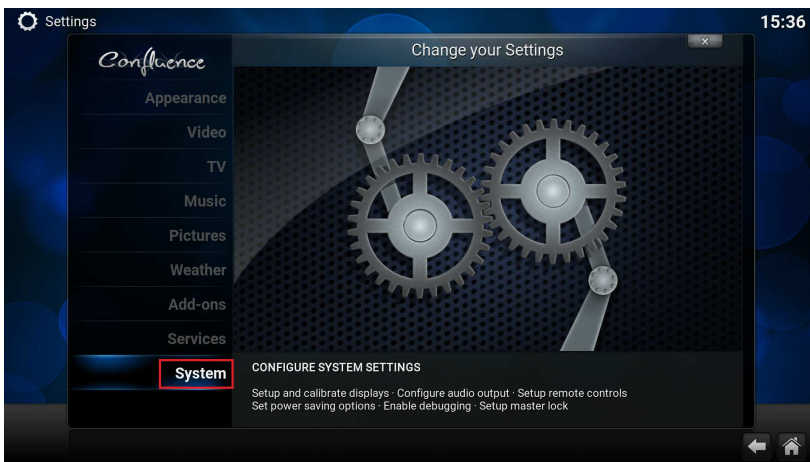 Settings
15:36
Confluence
Change your Settings
Appearance
Video
TV
Music
Pictures
Weather
Add-ons
Services
System
CONFIGURE SYSTEM SETTINGS
Setup and calibrate displays · Configure audio output · Setup remote controls
Set power saving options · Enable debugging · Setup master lock